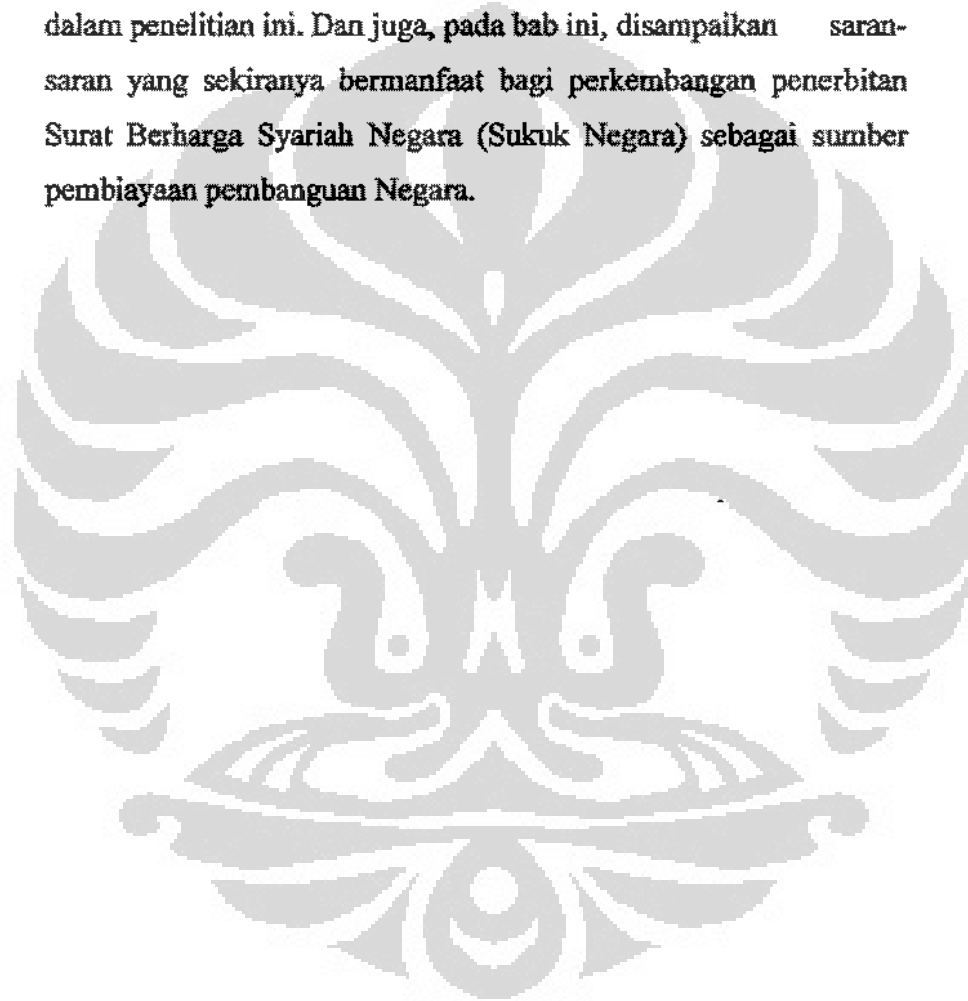 dalam penelitian ini. Dan juga, pada bab ini, disampaikan saran-
saran yang sekiranya bermanfaat bagi perkembangan penerbitan
Surat Berharga Syariah Negara (Sukuk Negara) sebagai sumber
pembiayaan pembanguan Negara.